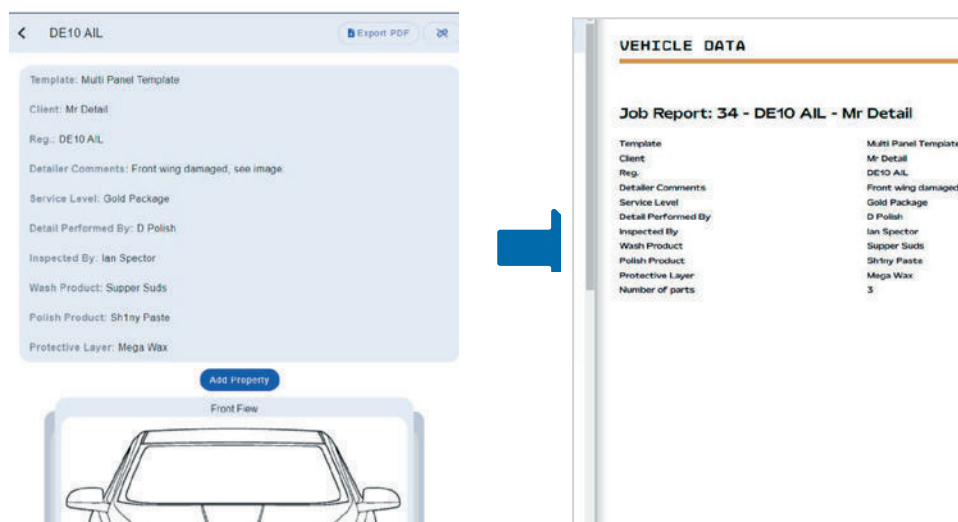 DE10 AIL
Export PDF
Template: Multi Panel Template
Client: Mr Detail
Reg.: DE10 AIL
Detailer Comments: Front wing damaged, see image.
Service Level: Gold Package
Detail Performed By: D Polish
Inspected By: Ian Spector
Wash Product: Supper Suds
Polish Product: Sh1ny Paste
Protective Layer: Mega Wax
Add Property
Front Fiew
VEHICLE DATA
Job Report: 34 - DE10 AIL - Mr Detail
Template Multi Panel Template
Client Mr Detail
Reg. DE10 AIL
Detailer Comments Front wing damaged
Service Level Gold Package
Detail Performed By D Polish
Inspected By Ian Spector
Wash Product Supper Suds
Polish Product Sh1ny Paste
Protective Layer Mega Wax
Number of parts 3